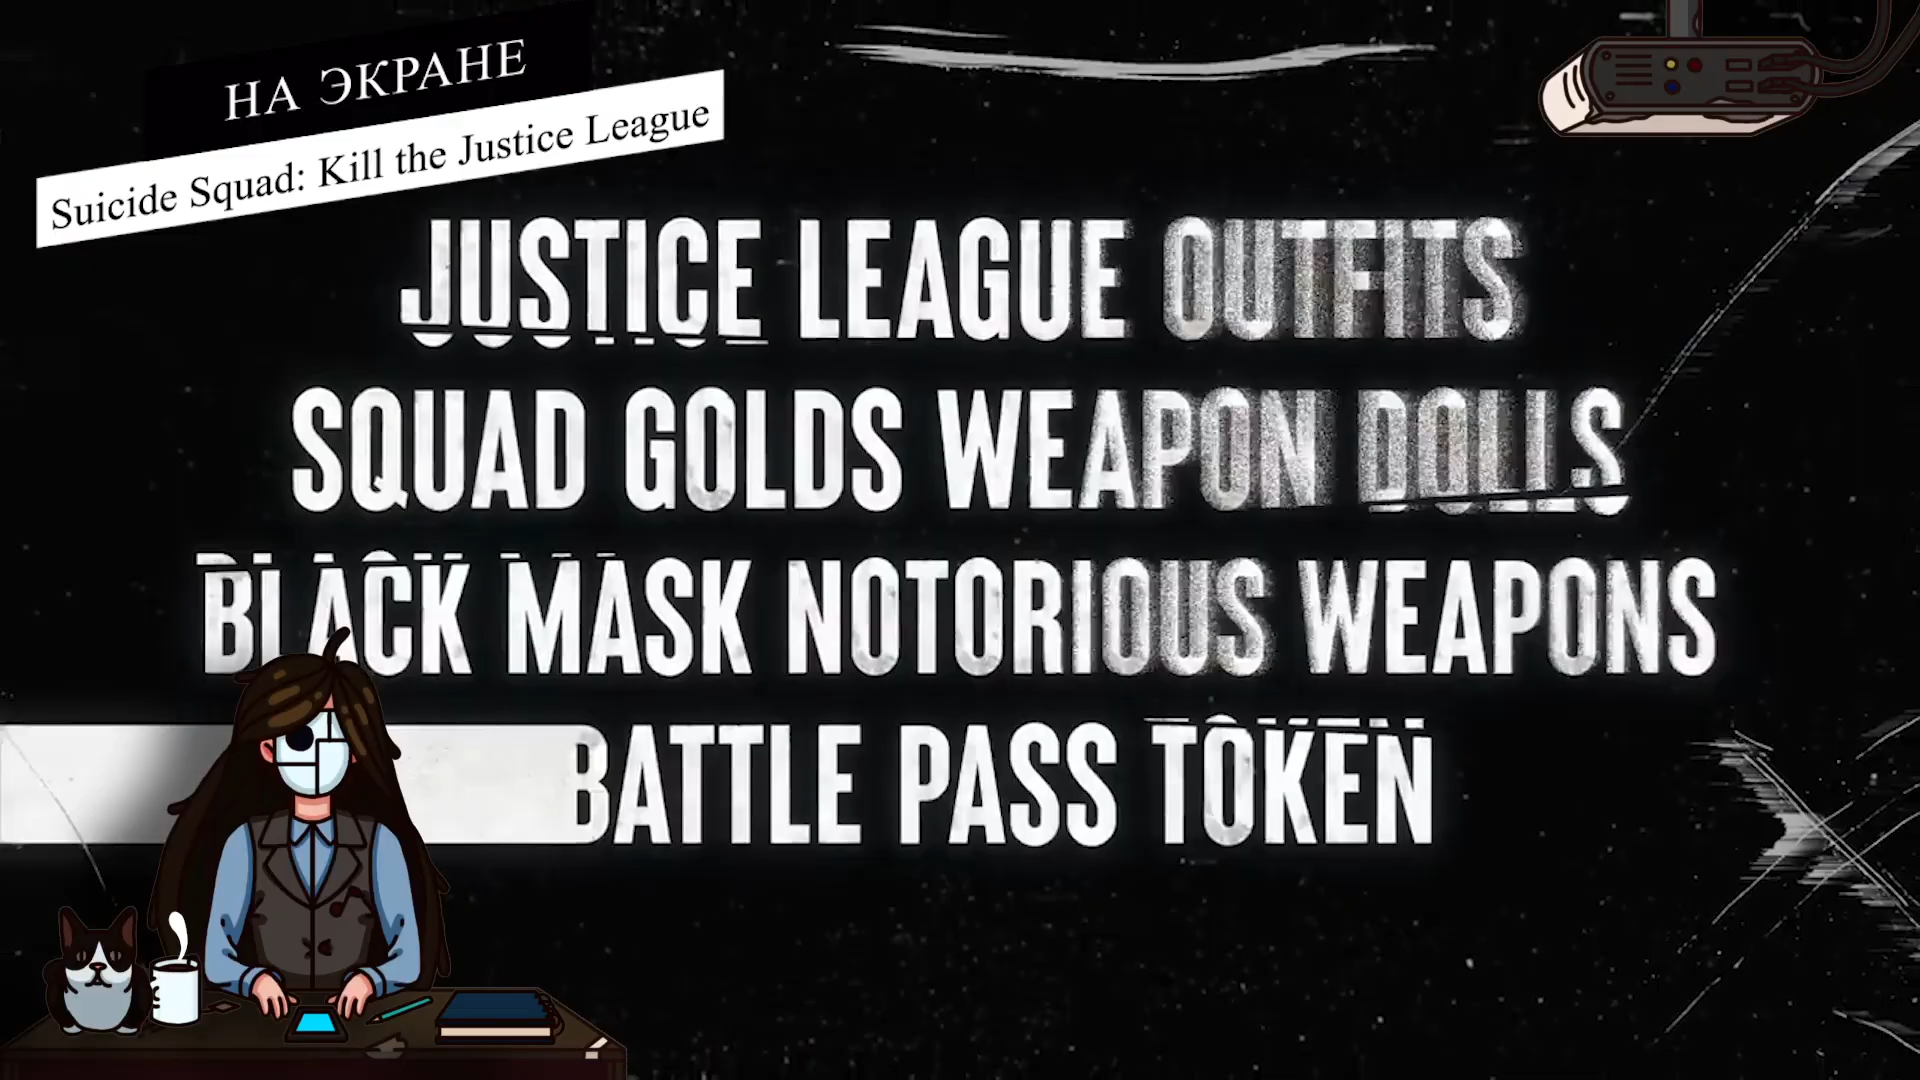 НА ЭКРАНЕ
Suicide Squad: Kill the Justice League
JUSTICE LEAGUE OUTFITS
SQUAD GOLDS WEAPON DOLLS
BLACK MASK NOTORIOUS WEAPONS
BATTLE PASS TOKEN